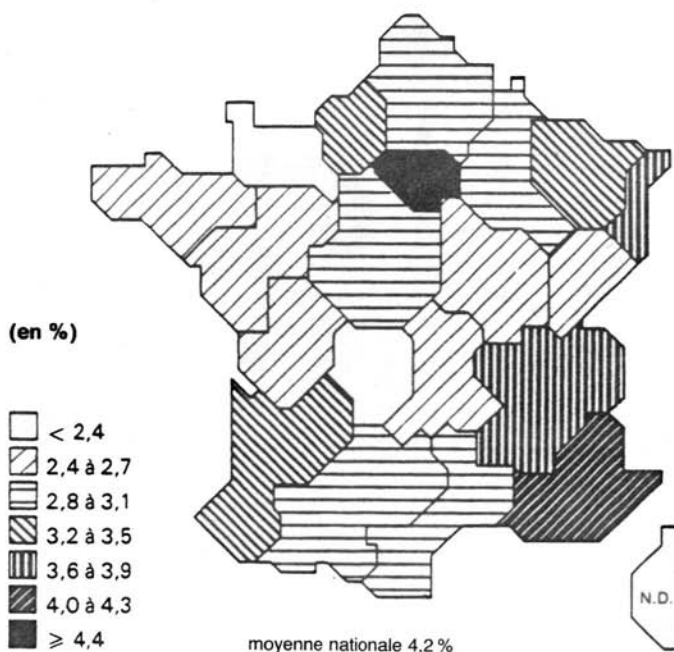 (en %)
< 2,4
2,4 à 2,7
2,8 à 3,1
3,2 à 3,5
3,6 à 3,9
4,0 à 4,3
⩾ 4,4
N.D.
moyenne nationale 4,2 %